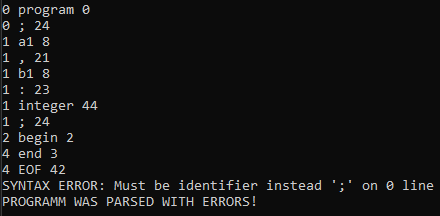 0 program 0
0 ; 24
1 a1 8
1 , 21
1 b1 8
1 : 23
1 integer 44
1 ; 24
2 begin 2
4 end 3
4 EOF 42
SYNTAX ERROR: Must be identifier instead ';' on 0 line
PROGRAMM WAS PARSED WITH ERRORS!